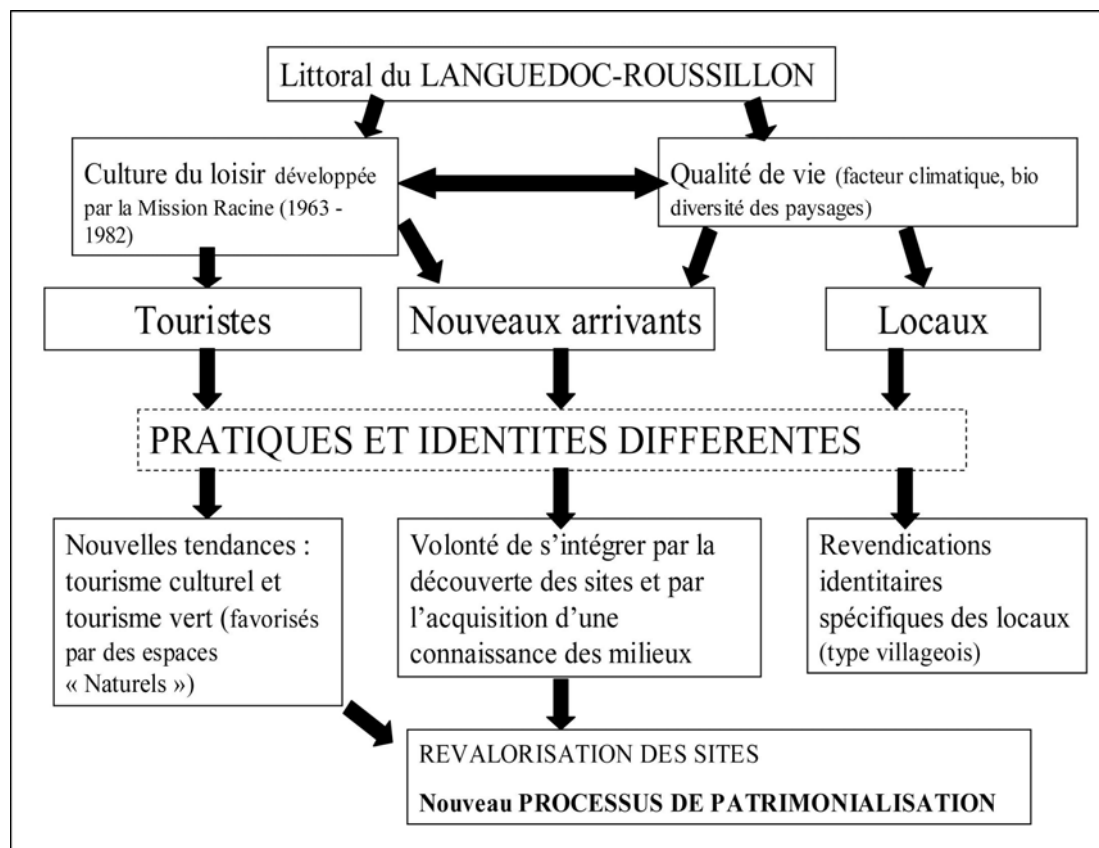 Littoral du LANGUEDOC-ROUSSILLON
Culture du loisir développée
par la Mission Racine (1963 -
1982)
Qualité de vie (facteur climatique, bio
diversité des paysages)
Touristes
Nouveaux arrivants
Locaux
PRATIQUES ET IDENTITES DIFFERENTES
Nouvelles tendances :
tourisme culturel et
tourisme vert (favorisés
par des espaces
« Naturels »)
Volonté de s’intégrer par la
découverte des sites et par
l’acquisition d’une
connaissance des milieux
Revendications
identitaires
spécifiques des locaux
(type villageois)
REVALORISATION DES SITES
Nouveau PROCESSUS DE PATRIMONIALISATION